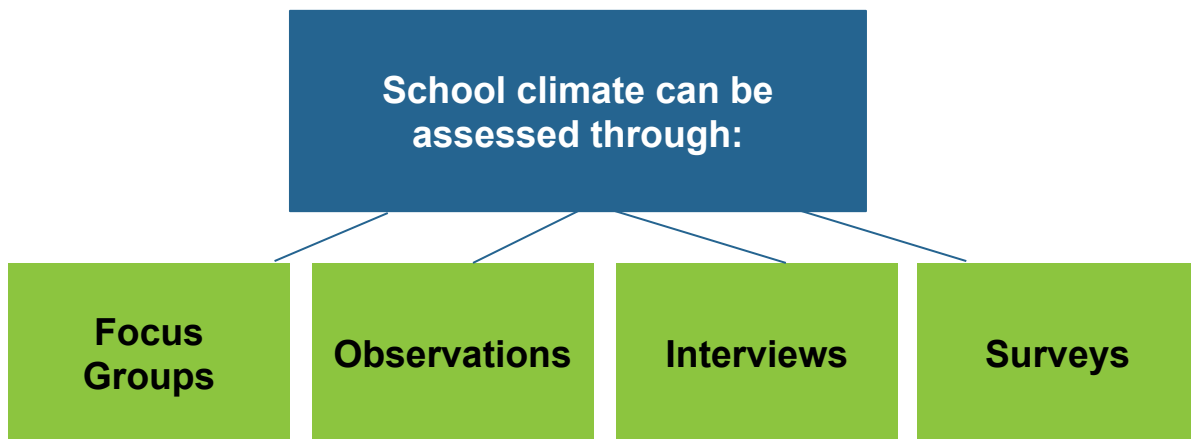 School climate can be
assessed through:
Focus
Groups
Observations
Interviews
Surveys